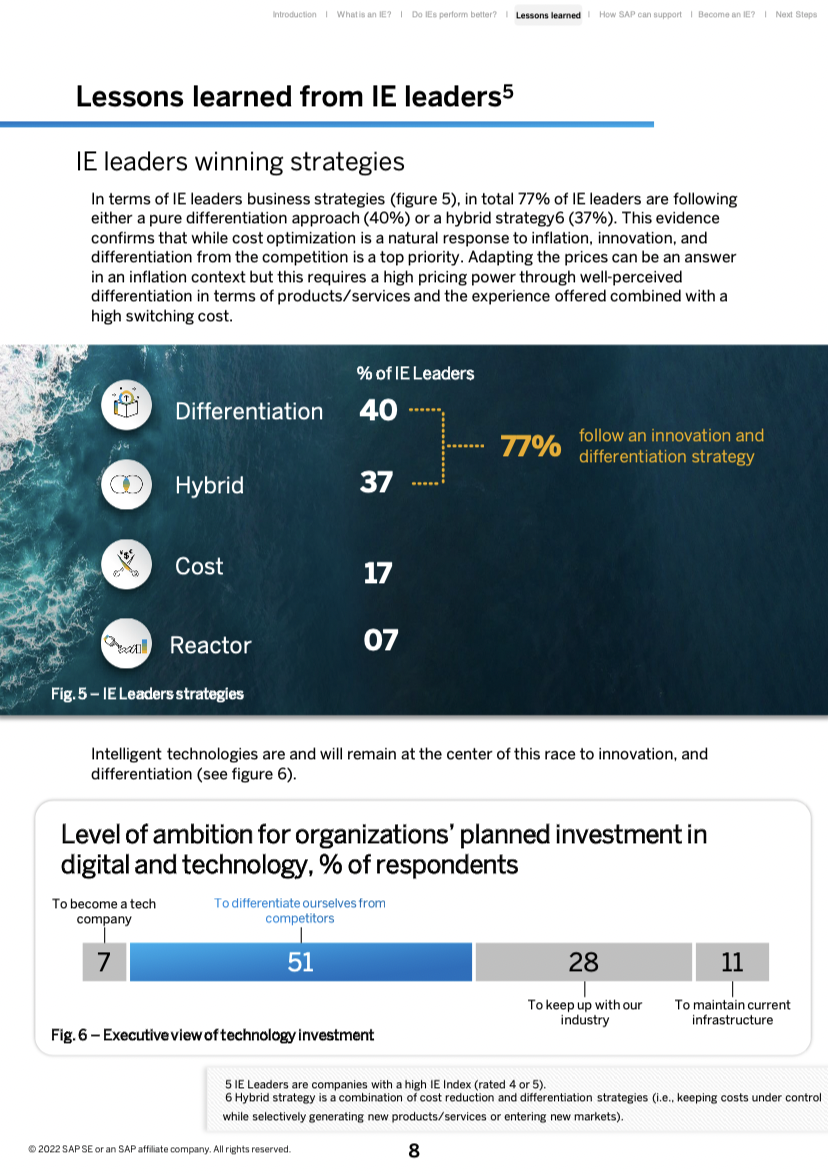 Introduction | What is an IE? | Do IEs perform better? | Lessons learned | How SAP can support | Become an IE? | Next Steps
Lessons learned from IE leaders5
IE leaders winning strategies
In terms of IE leaders business strategies (figure 5), in total 77% of IE leaders are following
either a pure differentiation approach (40%) or a hybrid strategy6 (37%). This evidence
confirms that while cost optimization is a natural response to inflation, innovation, and
differentiation from the competition is a top priority. Adapting the prices can be an answer
in an inflation context but this requires a high pricing power through well-perceived
differentiation in terms of products/services and the experience offered combined with a
high switching cost.
% of IE Leaders
Differentiation 40
77% follow an innovation and
differentiation strategy
Hybrid 37
Cost 17
Reactor 07
Fig. 5 – IE Leaders strategies
Intelligent technologies are and will remain at the center of this race to innovation, and
differentiation (see figure 6).
Level of ambition for organizations' planned investment in
digital and technology, % of respondents
To become a tech
company
To differentiate ourselves from
competitors
7 51 28 11
To keep up with our
industry
To maintain current
infrastructure
Fig. 6 – Executive view of technology investment
5 IE Leaders are companies with a high IE Index (rated 4 or 5).
6 Hybrid strategy is a combination of cost reduction and differentiation strategies (i.e., keeping costs under control
while selectively generating new products/services or entering new markets).
© 2022 SAP SE or an SAP affiliate company. All rights reserved.
8